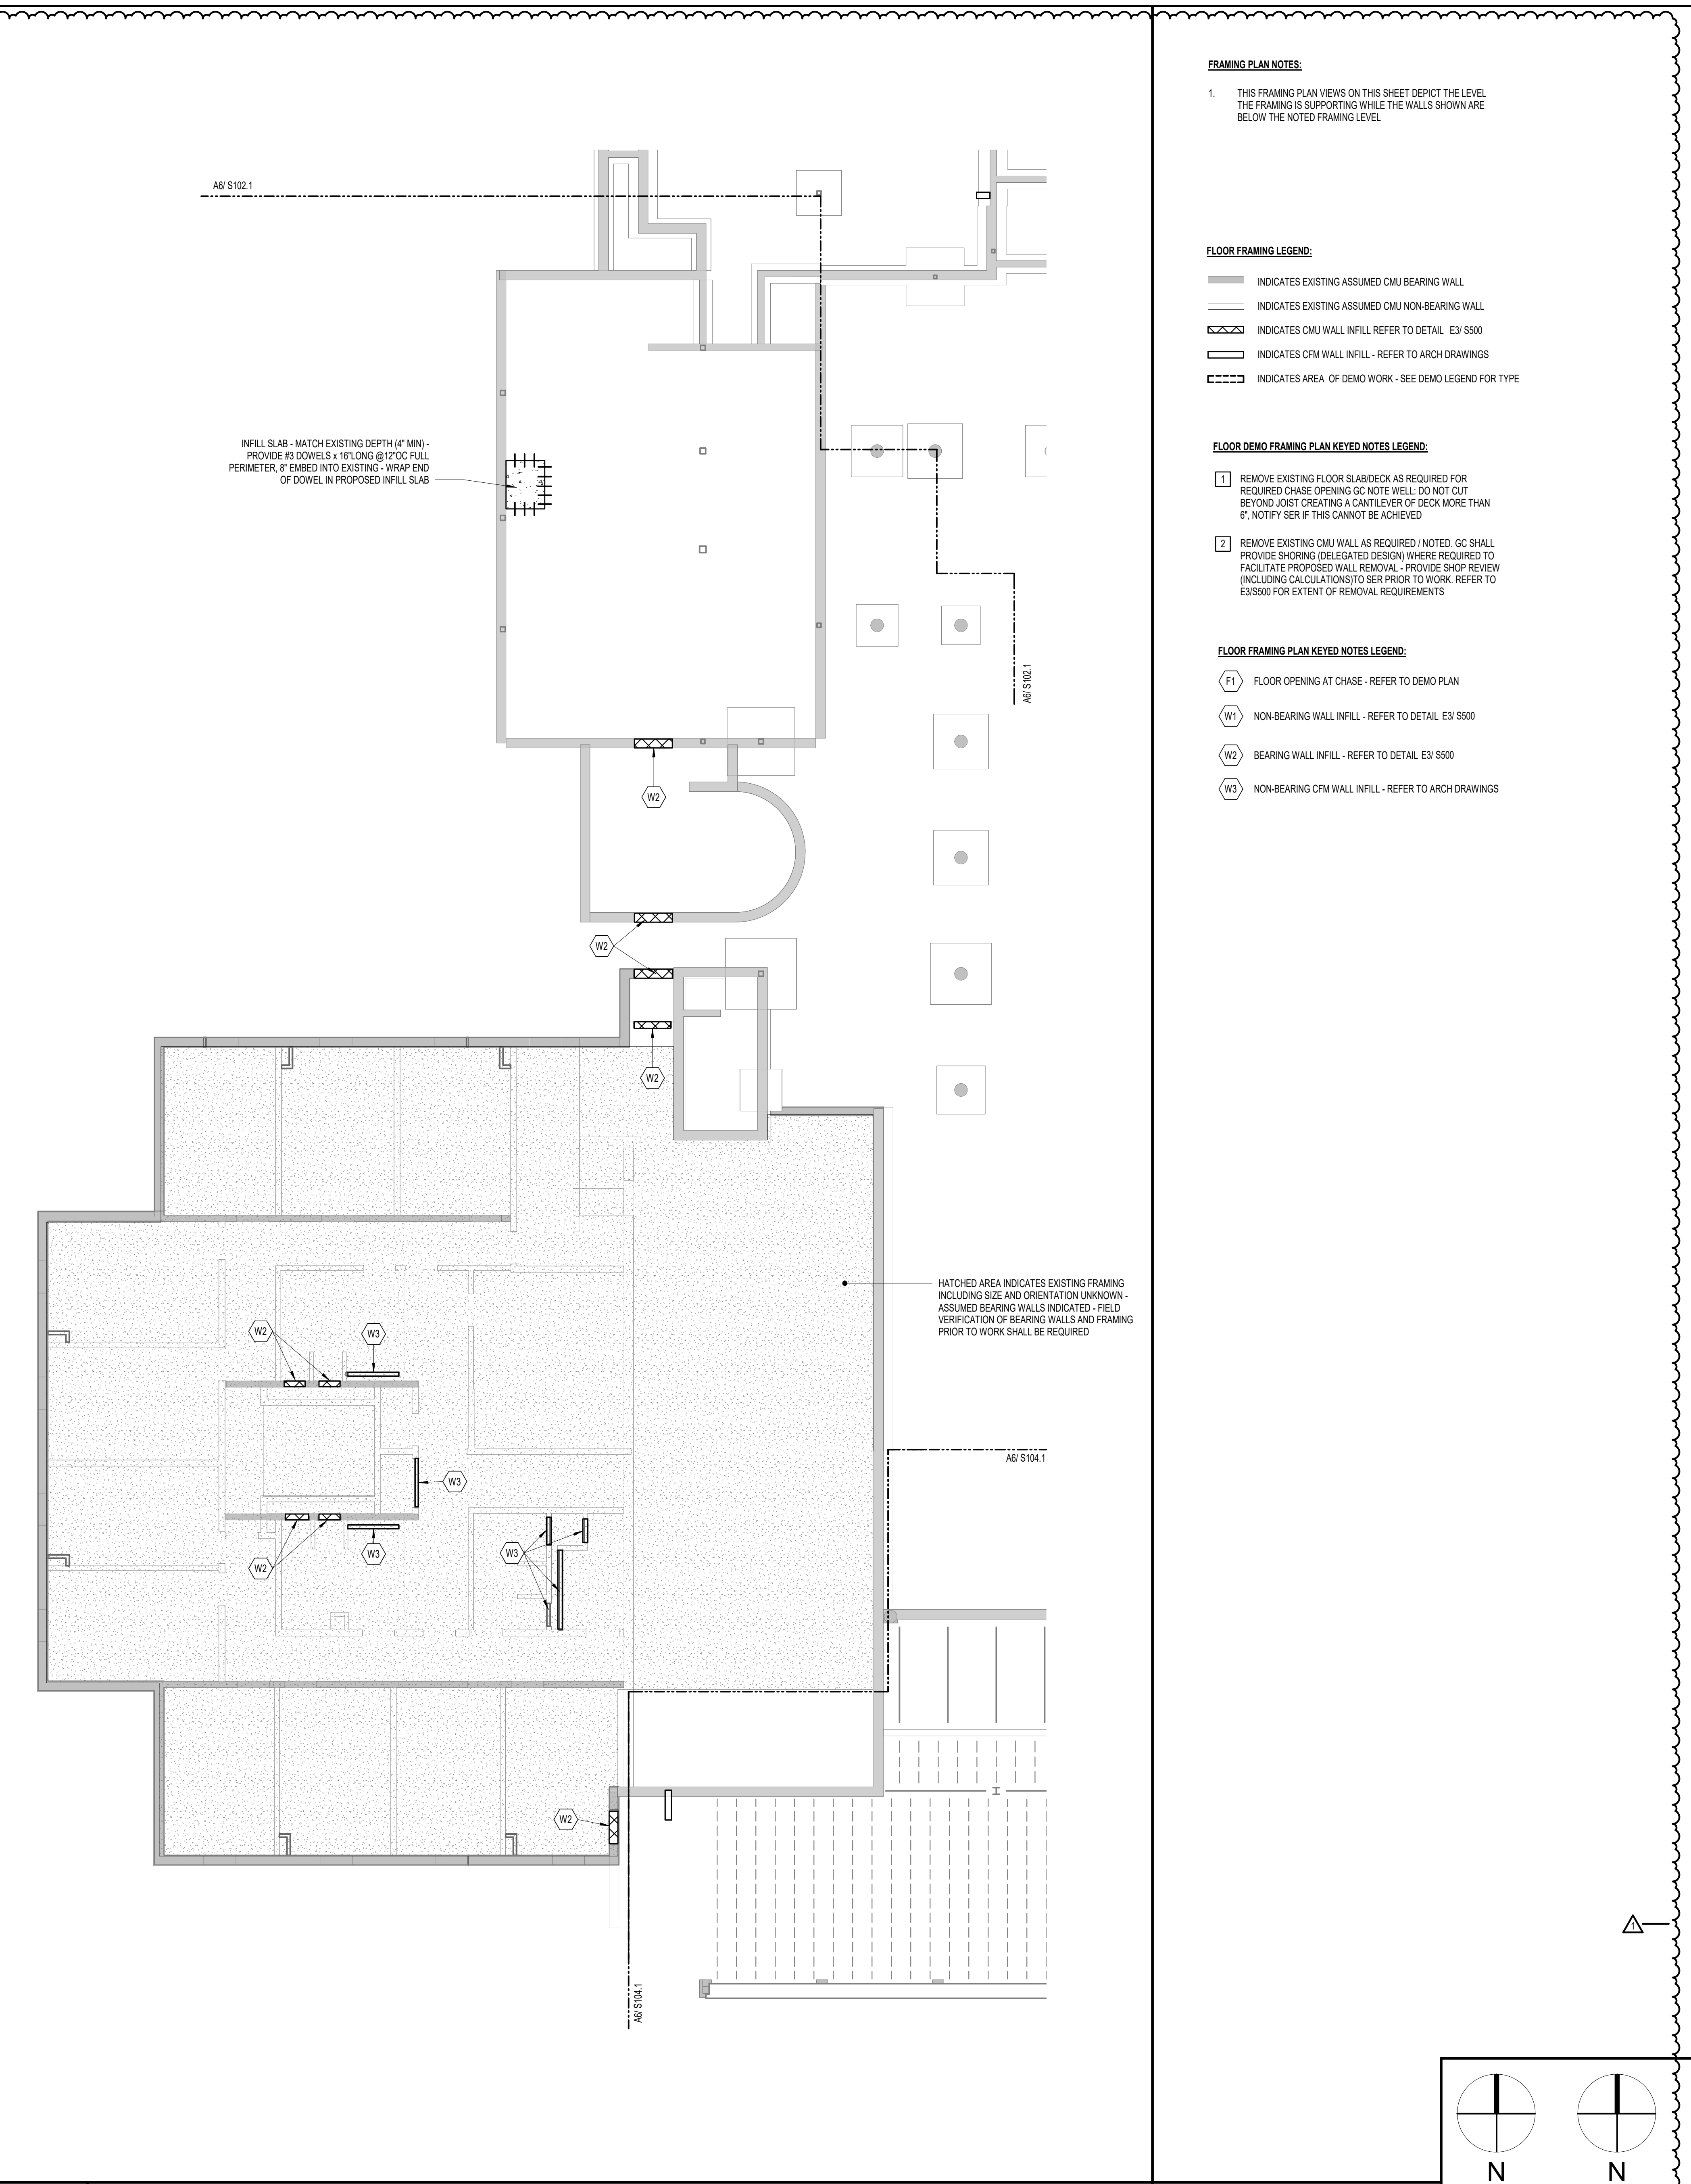 A6/ S102.1
INFILL SLAB - MATCH EXISTING DEPTH (4" MIN) -
PROVIDE #3 DOWELS x 16"LONG @12"OC FULL
PERIMETER, 8" EMBED INTO EXISTING - WRAP END
OF DOWEL IN PROPOSED INFILL SLAB
A6/ S102.1
W2
W2
W2
HATCHED AREA INDICATES EXISTING FRAMING
INCLUDING SIZE AND ORIENTATION UNKNOWN -
ASSUMED BEARING WALLS INDICATED - FIELD
VERIFICATION OF BEARING WALLS AND FRAMING
PRIOR TO WORK SHALL BE REQUIRED
W2
W3
A6/ S104.1
W3
W2
W3
W3
W2
A6/ S104.1
FRAMING PLAN NOTES:
1. THIS FRAMING PLAN VIEWS ON THIS SHEET DEPICT THE LEVEL
THE FRAMING IS SUPPORTING WHILE THE WALLS SHOWN ARE
BELOW THE NOTED FRAMING LEVEL
FLOOR FRAMING LEGEND:
INDICATES EXISTING ASSUMED CMU BEARING WALL
INDICATES EXISTING ASSUMED CMU NON-BEARING WALL
INDICATES CMU WALL INFILL REFER TO DETAIL E3/ S500
INDICATES CFM WALL INFILL - REFER TO ARCH DRAWINGS
INDICATES AREA OF DEMO WORK - SEE DEMO LEGEND FOR TYPE
FLOOR DEMO FRAMING PLAN KEYED NOTES LEGEND:
1 REMOVE EXISTING FLOOR SLAB/DECK AS REQUIRED FOR
REQUIRED CHASE OPENING GC NOTE WELL: DO NOT CUT
BEYOND JOIST CREATING A CANTILEVER OF DECK MORE THAN
6", NOTIFY SER IF THIS CANNOT BE ACHIEVED
2 REMOVE EXISTING CMU WALL AS REQUIRED / NOTED. GC SHALL
PROVIDE SHORING (DELEGATED DESIGN) WHERE REQUIRED TO
FACILITATE PROPOSED WALL REMOVAL - PROVIDE SHOP REVIEW
(INCLUDING CALCULATIONS)TO SER PRIOR TO WORK. REFER TO
E3/S500 FOR EXTENT OF REMOVAL REQUIREMENTS
FLOOR FRAMING PLAN KEYED NOTES LEGEND:
F1 FLOOR OPENING AT CHASE - REFER TO DEMO PLAN
W1 NON-BEARING WALL INFILL - REFER TO DETAIL E3/ S500
W2 BEARING WALL INFILL - REFER TO DETAIL E3/ S500
W3 NON-BEARING CFM WALL INFILL - REFER TO ARCH DRAWINGS
1
N
N